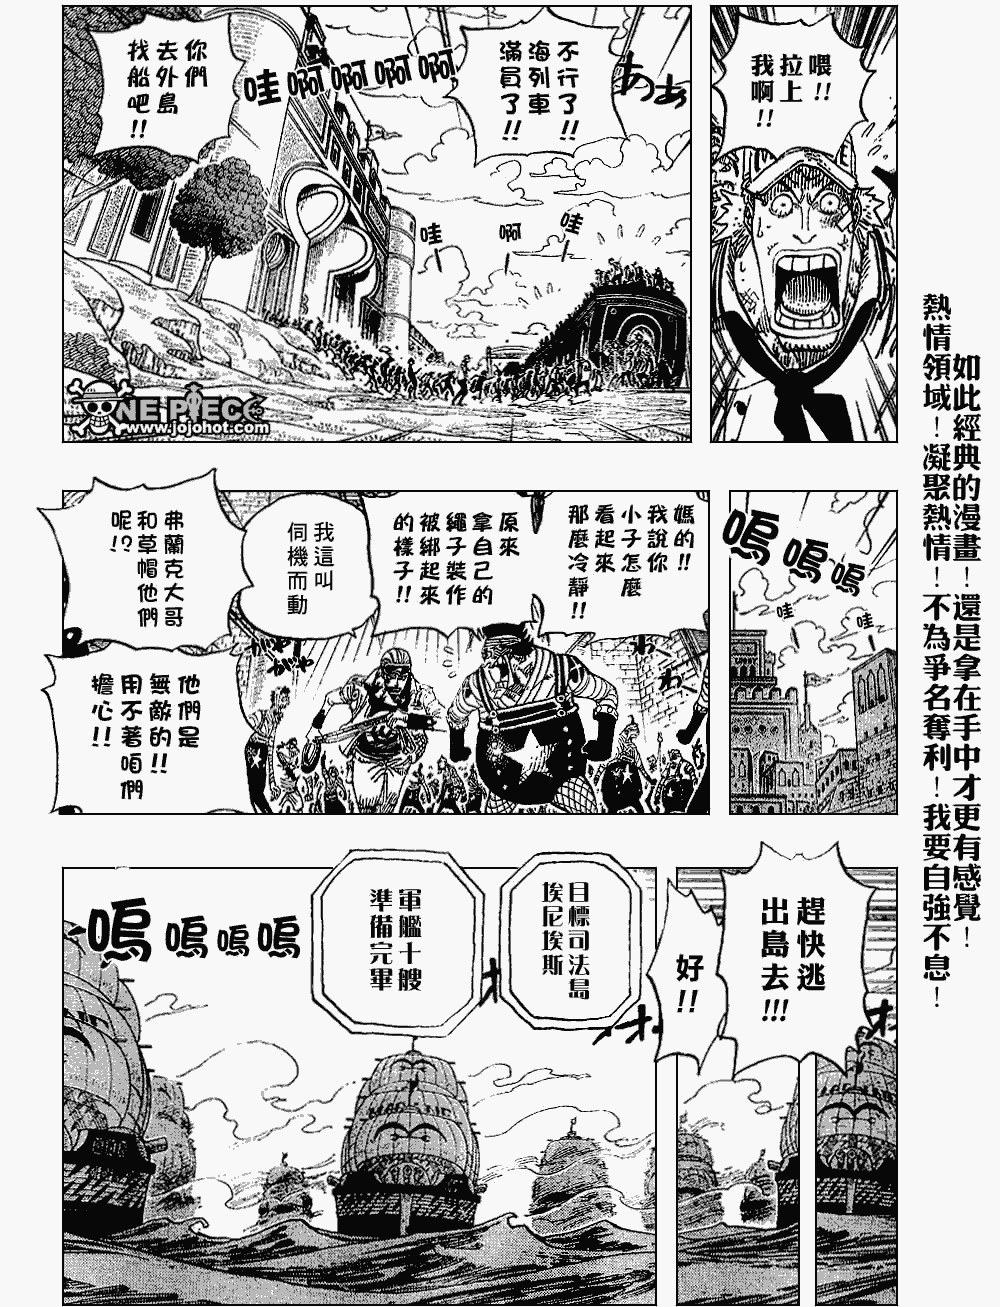 喂!!
拉上
我啊
!!
あぁ
不行了!!
海列車
滿員了!!
哇啊啊啊啊
你們
去外島
找船吧!!
哇
啊
哇
ONE PIECE
www.jojohot.com
嗚嗚嗚
哇
哇
媽的!!
我說你
小子怎麼
看起來
那麼冷靜!!
原來
拿自己的
繩子裝作
被綁起來
的樣子!!
我這叫
伺機而動
弗蘭克大哥
和草帽他們
呢!?
他們是
無敵的!!
用不著咱們
擔心!!
わ
趕快逃
出島去!!!
好!!
オ
目標司法島
埃尼埃斯
軍艦十艘
準備完畢
オ
オ
嗚嗚嗚嗚
MARINE
如此經典的漫畫！還是拿在手中才更有感覺！
熱情領域！凝聚熱情！不為爭名奪利！我要自強不息！